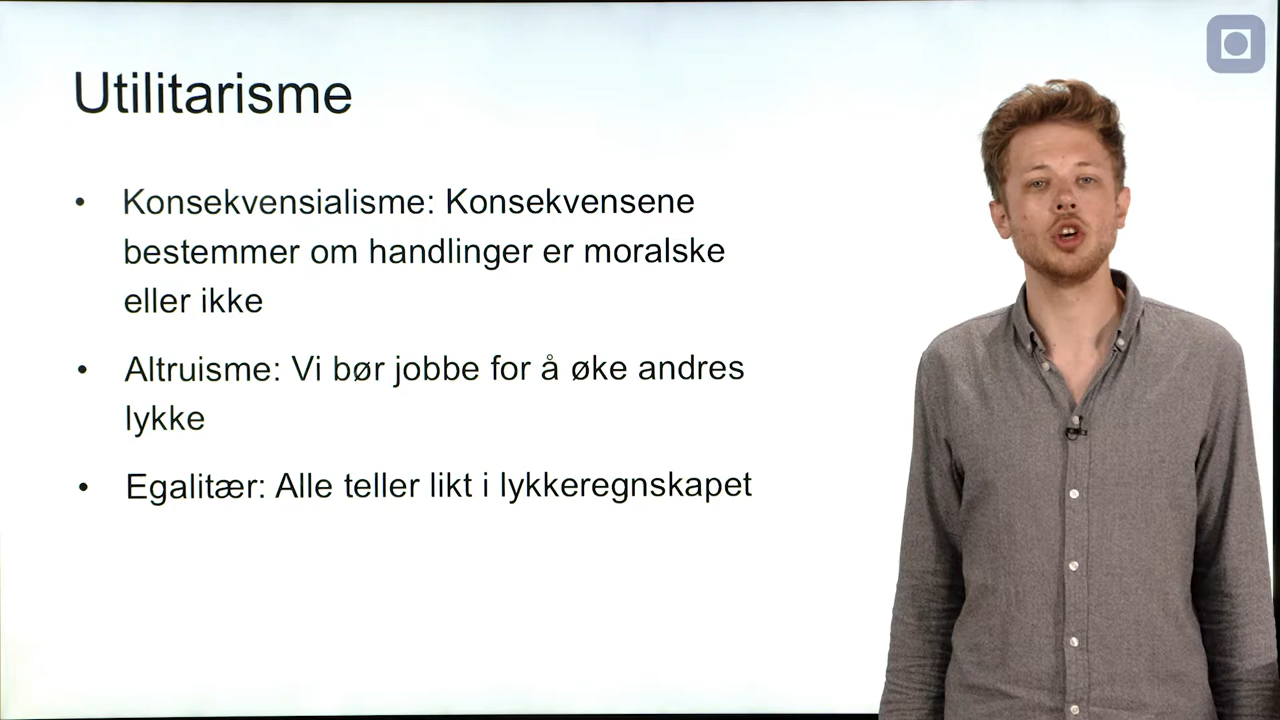 Utilitarisme
• Konsekvensialisme: Konsekvensene
bestemmer om handlinger er moralske
eller ikke
• Altruisme: Vi bør jobbe for å øke andres
lykke
• Egalitær: Alle teller likt i lykkeregnskapet